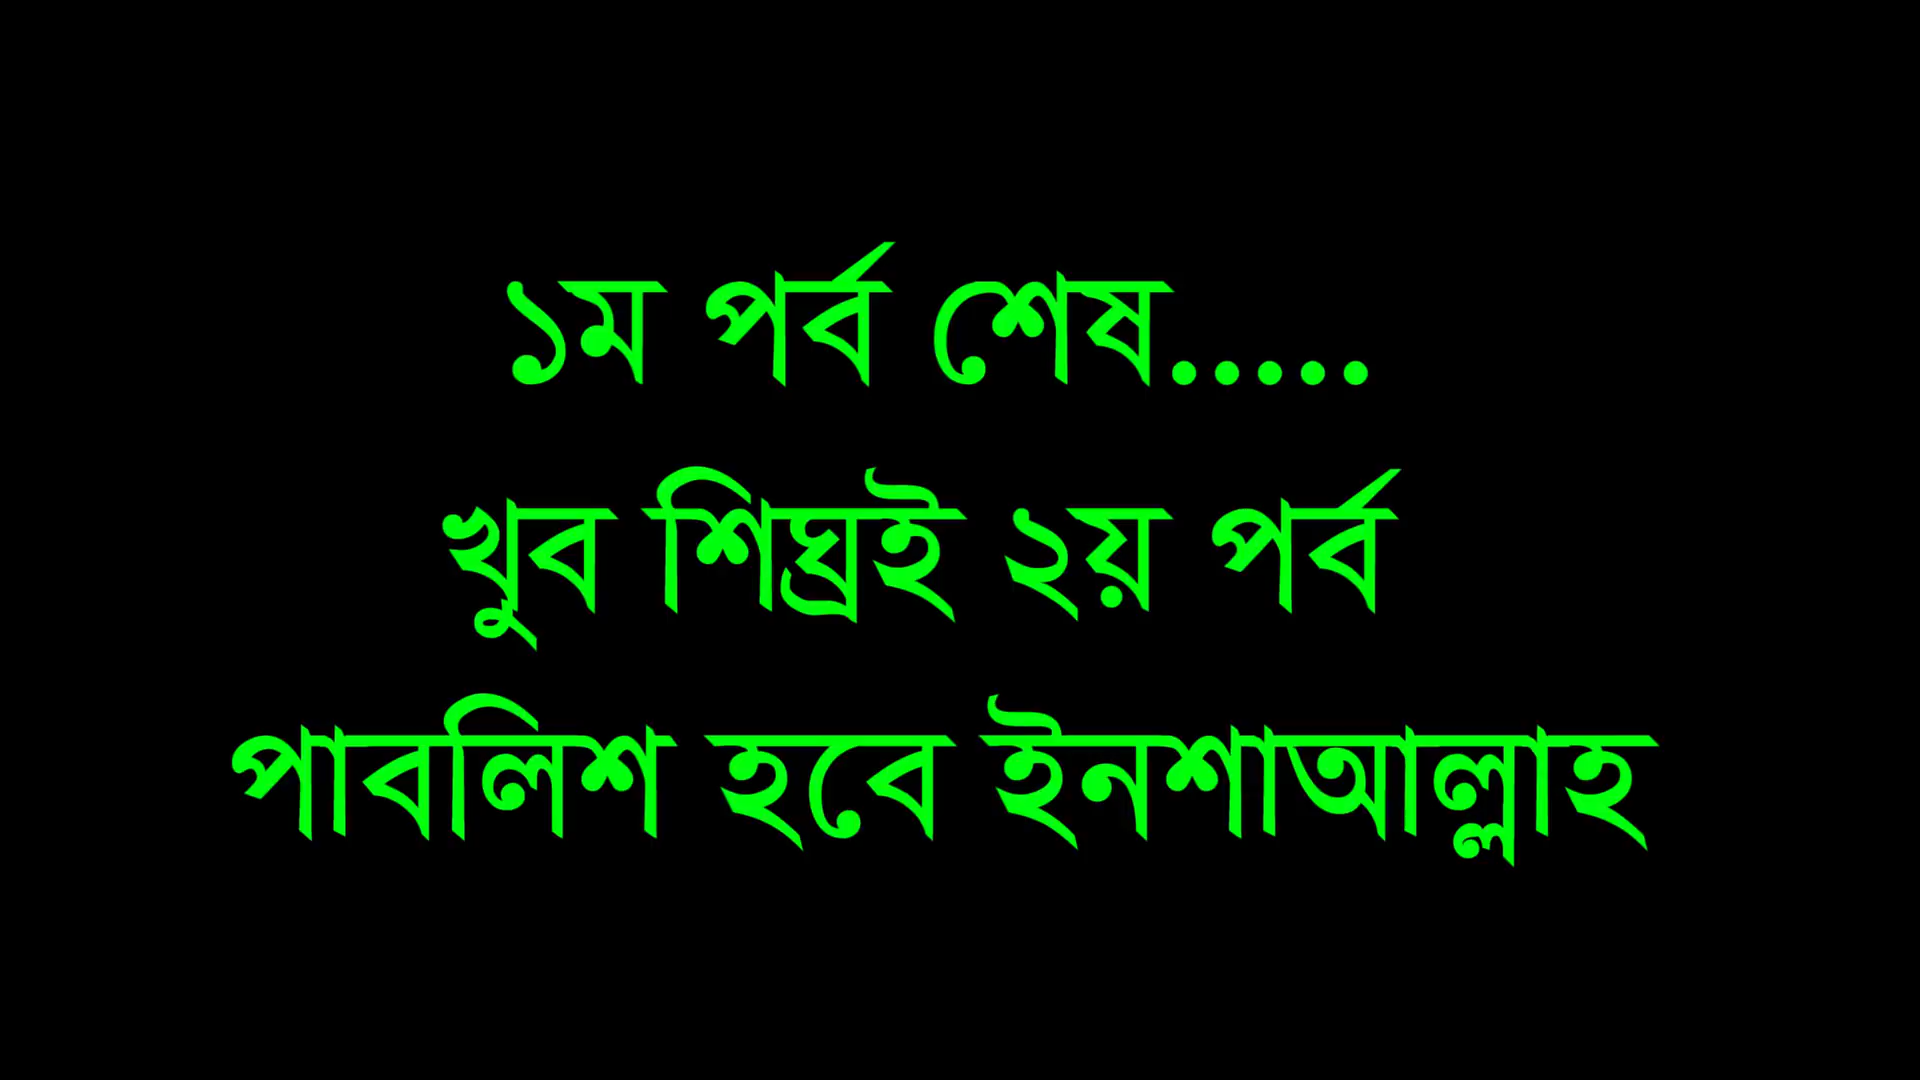 ১ম পর্ব শেষ.....
খুব শিঘ্রই ২য় পর্ব
পাবলিশ হবে ইনশাআল্লাহ